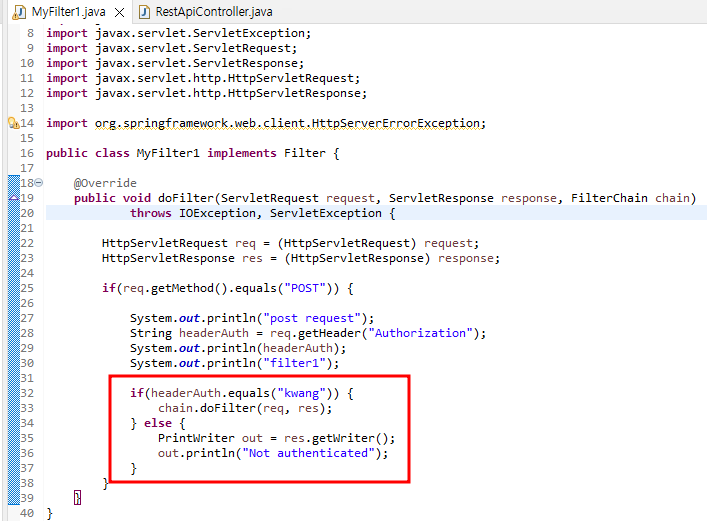 MyFilter1.java RestApiController.java
8 import javax.servlet.ServletException;
9 import javax.servlet.ServletRequest;
10 import javax.servlet.ServletResponse;
11 import javax.servlet.http.HttpServletRequest;
12 import javax.servlet.http.HttpServletResponse;
13
14 import org.springframework.web.client.HttpServerErrorException;
15
16 public class MyFilter1 implements Filter {
17
18     @Override
19     public void doFilter(ServletRequest request, ServletResponse response, FilterChain chain)
20             throws IOException, ServletException {
21
22         HttpServletRequest req = (HttpServletRequest) request;
23         HttpServletResponse res = (HttpServletResponse) response;
24
25         if(req.getMethod().equals("POST")) {
26
27             System.out.println("post request");
28             String headerAuth = req.getHeader("Authorization");
29             System.out.println(headerAuth);
30             System.out.println("filter1");
31
32             if(headerAuth.equals("kwang")) {
33                 chain.doFilter(req, res);
34             } else {
35                 PrintWriter out = res.getWriter();
36                 out.println("Not authenticated");
37             }
38         }
39     }
40 }